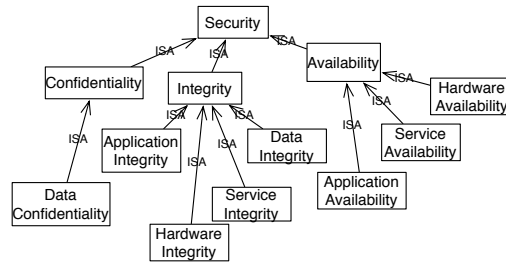 Security
ISA
ISA
ISA
Confidentiality
Integrity
Availability
ISA
Hardware
Availability
ISA
ISA
ISA
ISA
ISA
Application
Integrity
Data
Integrity
Service
Availability
ISA
ISA
ISA
Data
Confidentiality
Service
Integrity
Application
Availability
Hardware
Integrity